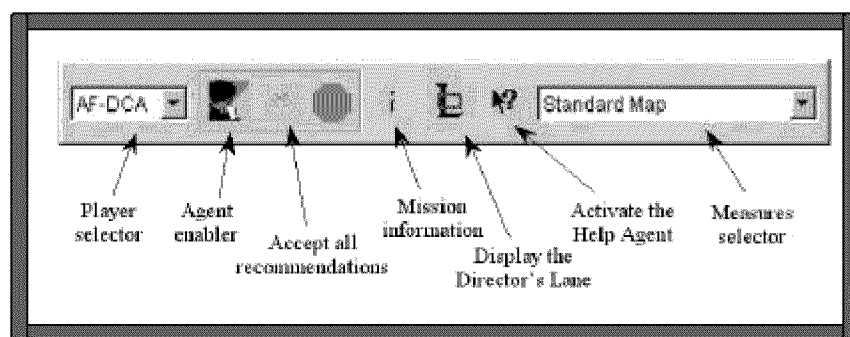 AF-DCA
i
?
Standard Map
Player
selector
Agent
enabler
Accept all
recommendations
Mission
information
Display the
Director's Lane
Activate the
Help Agent
Measures
selector